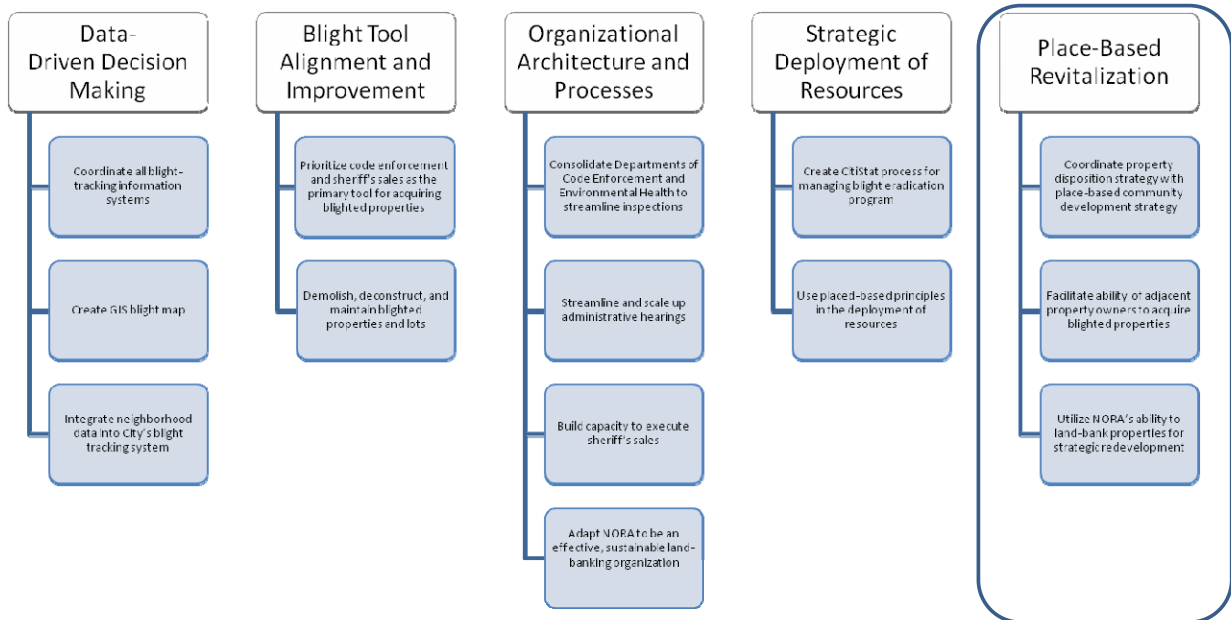 Data-
Driven Decision
Making
Coordinate all blight-
tracking information
systems
Create GIS blight map
Integrate neighborhood
data into City's blight
tracking system
Blight Tool
Alignment and
Improvement
Prioritize code enforcement
and sheriff's sales as the
primary tool for acquiring
blighted properties
Demolish, deconstruct, and
maintain blighted
properties and lots
Organizational
Architecture and
Processes
Consolidate Departments of
Code Enforcement and
Environmental Health to
streamline inspections
Streamline and scale up
administrative hearings
Build capacity to execute
sheriff's sales
Adapt NORA to be an
effective, sustainable land-
banking organization
Strategic
Deployment of
Resources
Create CitiStat process for
managing blight eradication
program
Use placed-based principles
in the deployment of
resources
Place-Based
Revitalization
Coordinate property
disposition strategy with
place-based community
development strategy
Facilitate ability of adjacent
property owners to acquire
blighted properties
Utilize NORA's ability to
land-bank properties for
strategic redevelopment